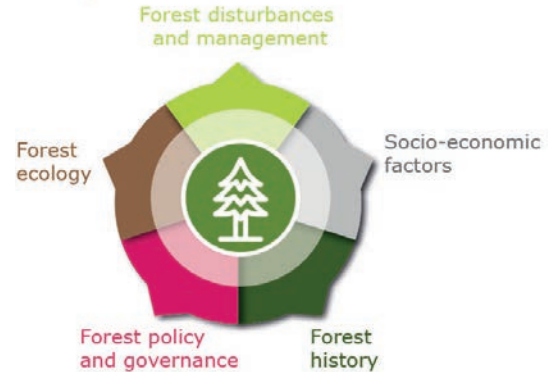 Forest disturbances
and management
Forest
ecology
Socio-economic
factors
Forest policy
and governance
Forest
history